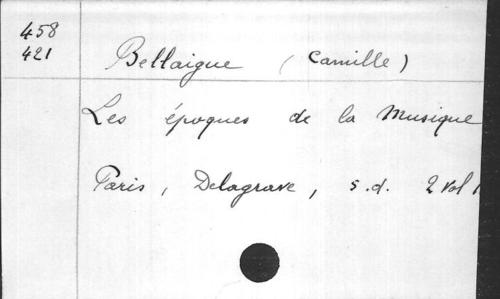 458
421
Bellaigue (Camille)
Les époques de la Musique
Paris, Delagrave, s.d. 2 vol